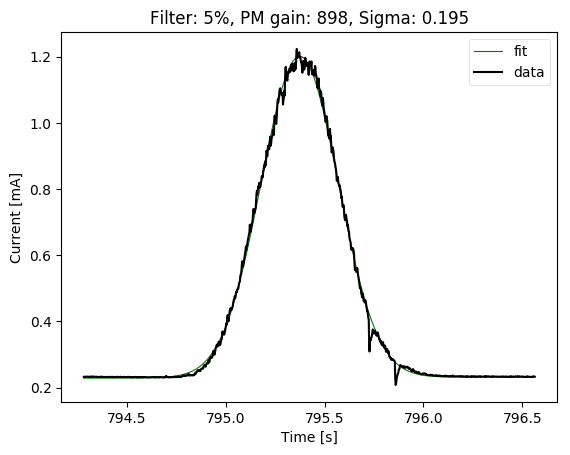 Filter: 5%, PM gain: 898, Sigma: 0.195
fit
data
1.2
1.0
0.8
0.6
0.4
0.2
Current [mA]
794.5 795.0 795.5 796.0 796.5
Time [s]